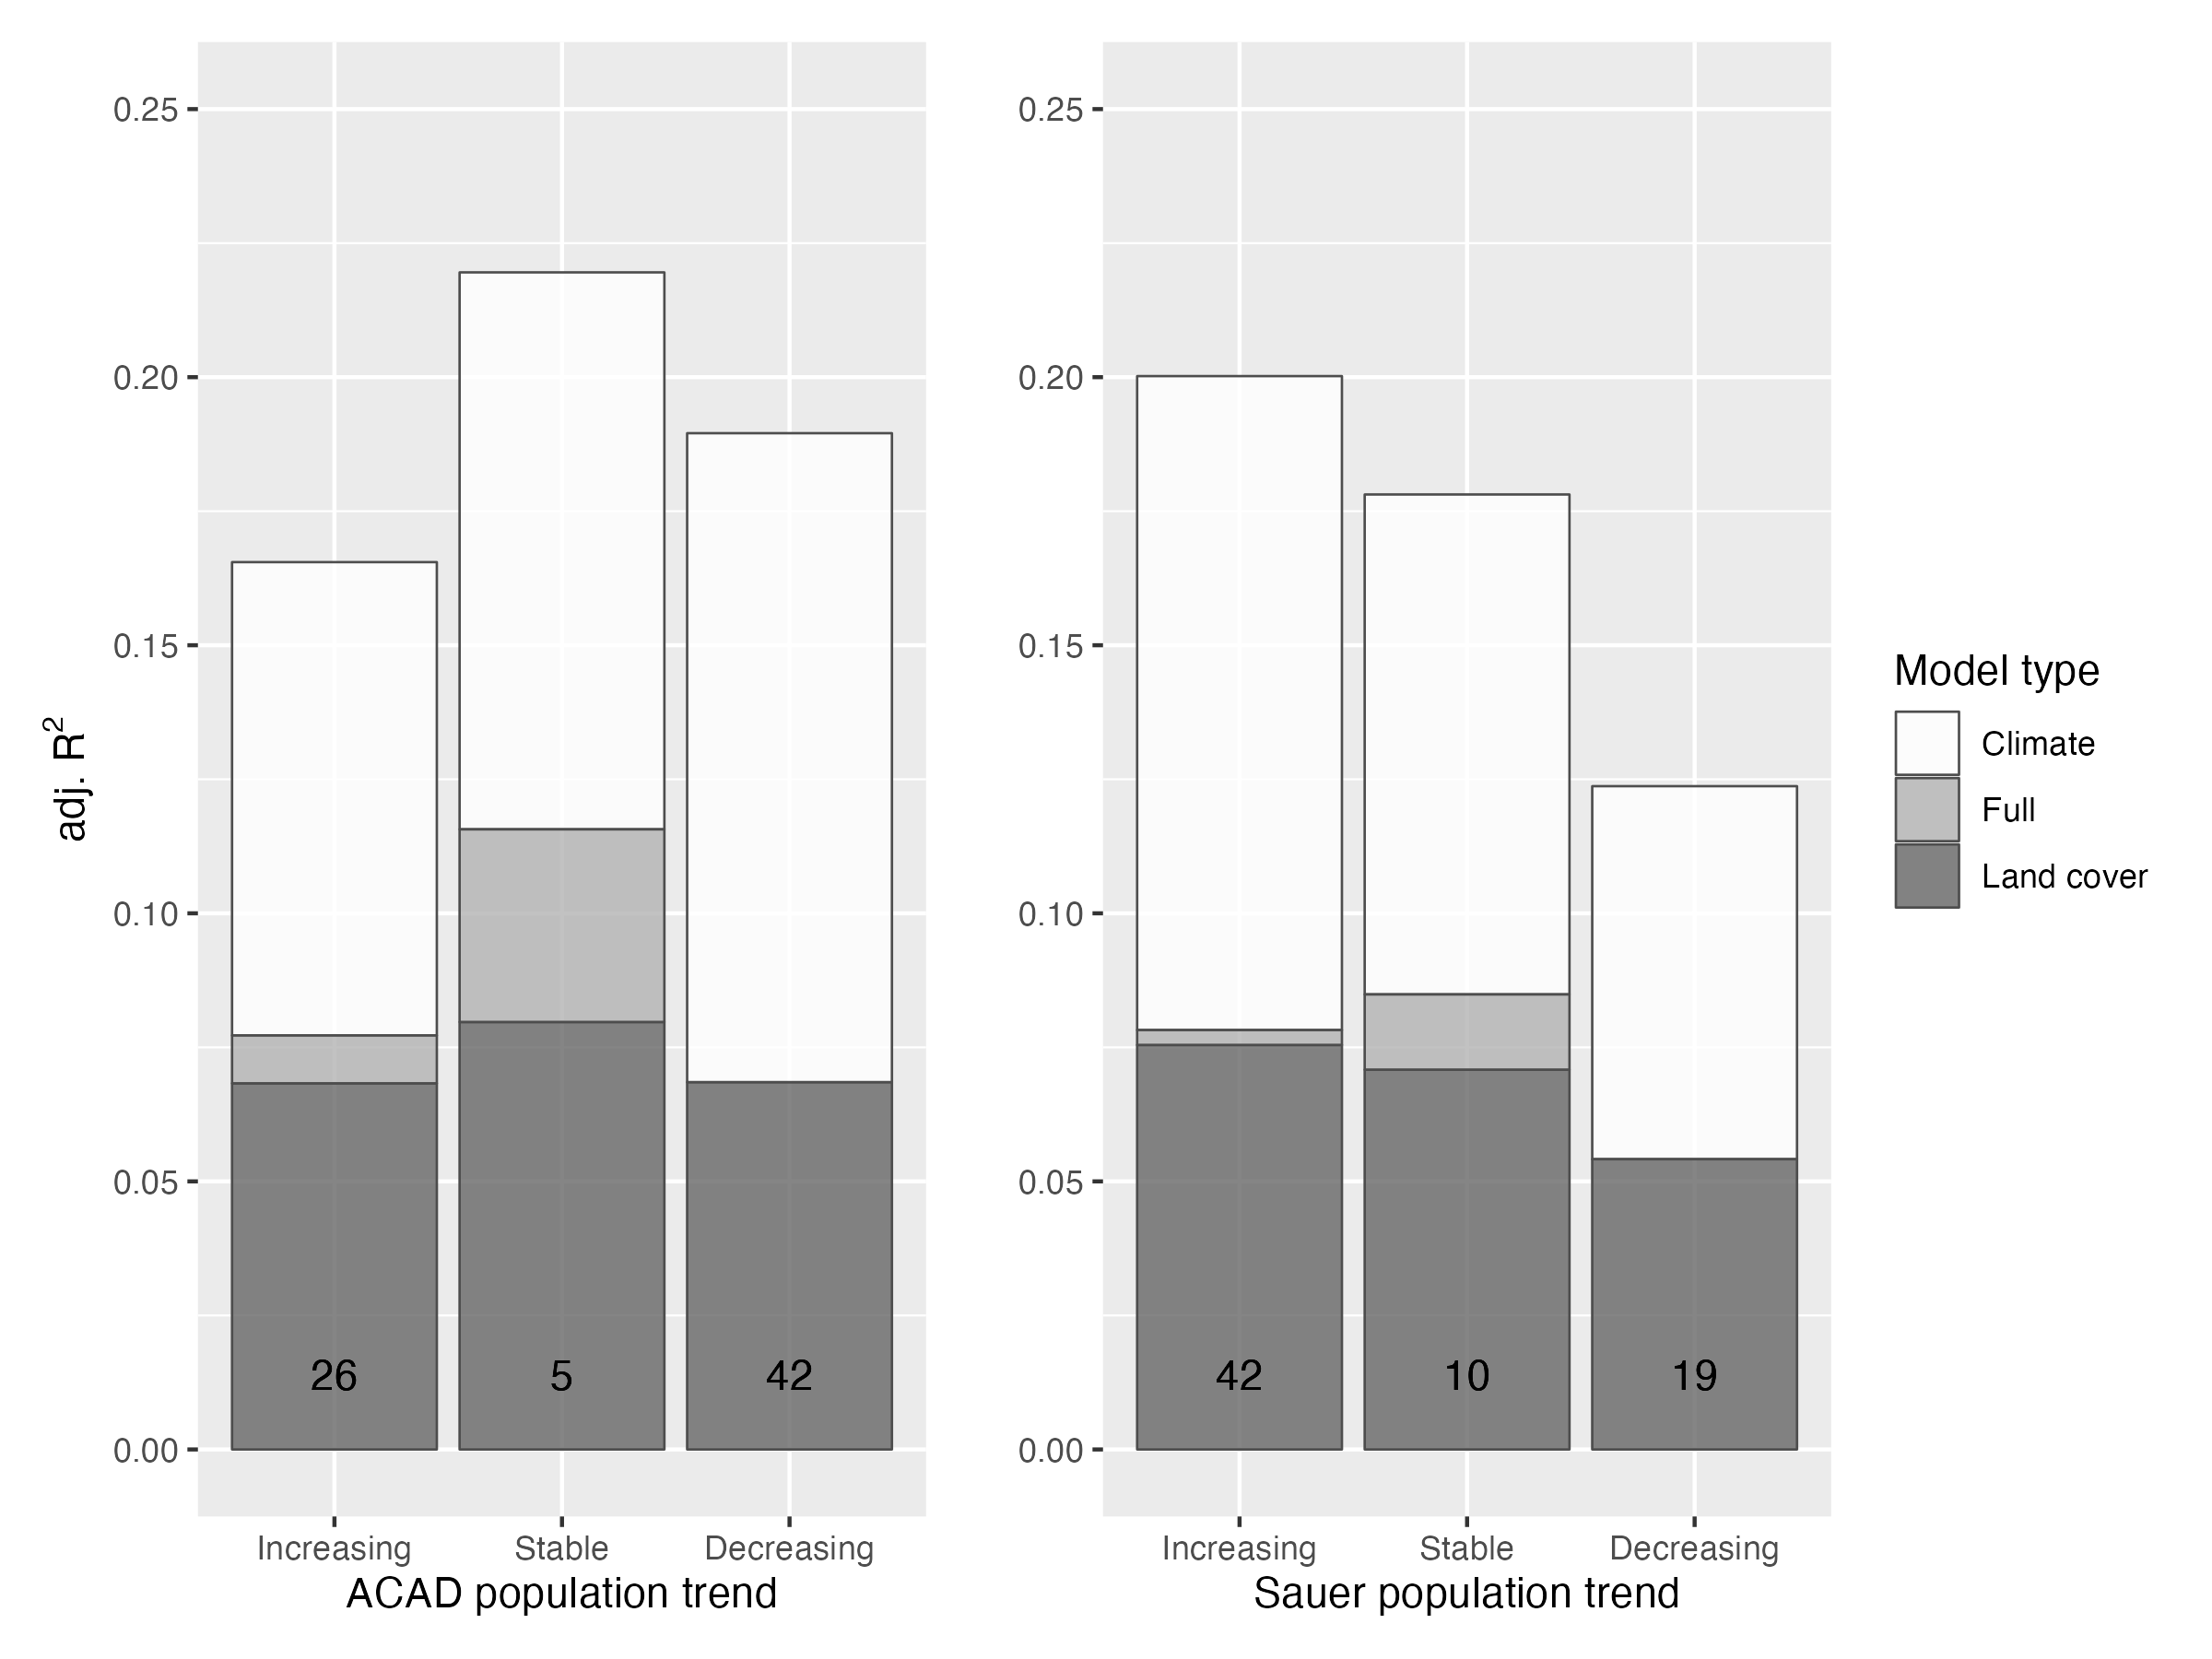 adj. R²
0.25
0.20
0.15
0.10
0.05
0.00
26 5 42
Increasing Stable Decreasing
ACAD population trend
0.25
0.20
0.15
0.10
0.05
0.00
42 10 19
Increasing Stable Decreasing
Sauer population trend
Model type
Climate
Full
Land cover